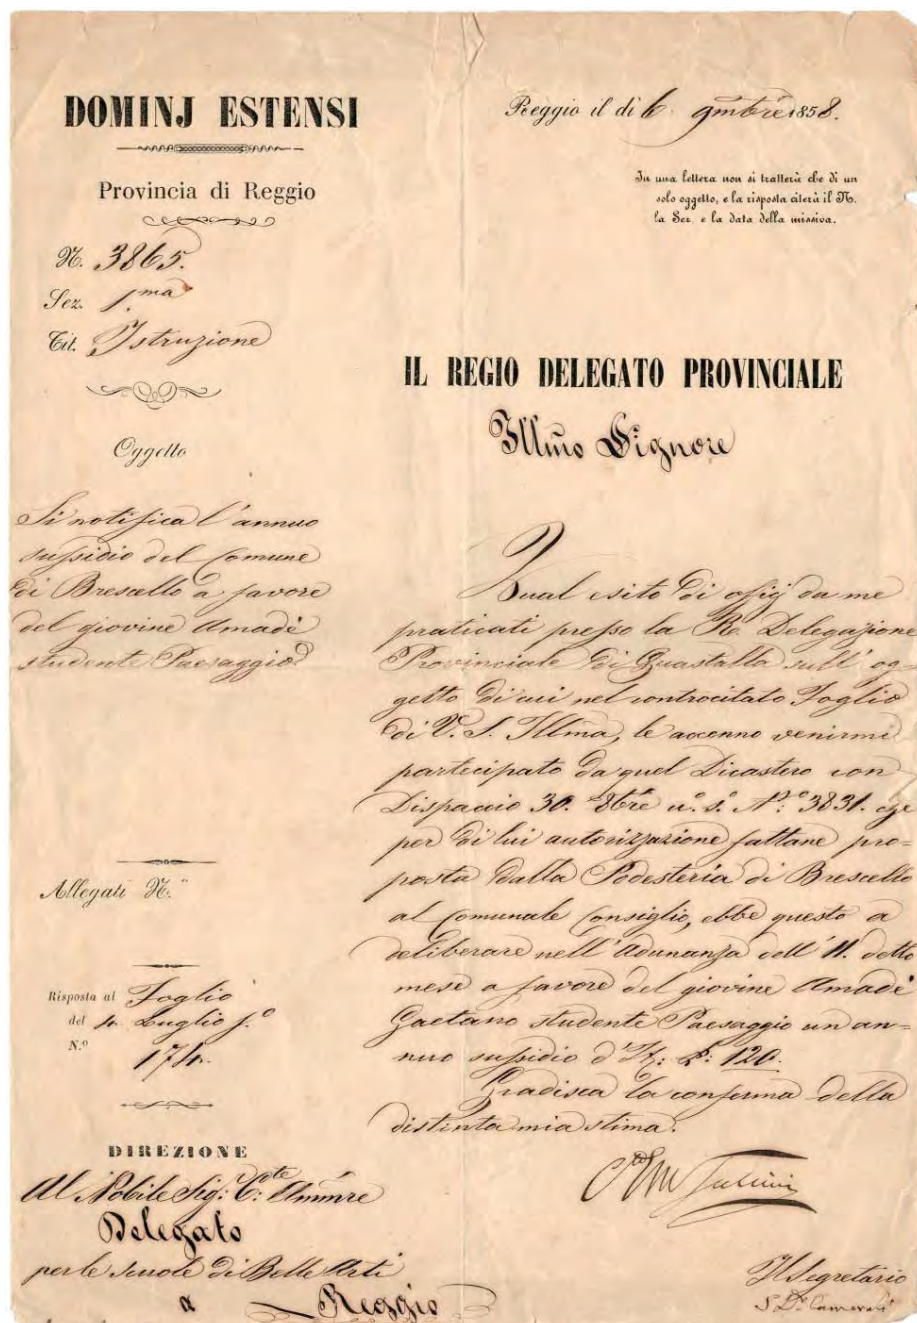 DOMINJ ESTENSI
Provincia di Reggio
N. 3865.
Sez. 1.ma
Tit. Istruzione
Oggetto
Si notifica l'annuo
sussidio del Comune
di Brescello a favore
del giovine Amadè
studente Paesaggio
Allegati N.
Risposta al Foglio
del 4. Luglio p.o
N.o 174.
DIREZIONE
Al Nobile Sig: C:te Ammre
Delegato
per le Scuole di Belle Arti
a Reggio
Reggio il dì 6. 9mbre 1858.
In una lettera non si tratterà che di un
solo oggetto, e la risposta citerà il N.
la Sez. e la data della missiva.
IL REGIO DELEGATO PROVINCIALE
Illmo Signore
Qual esito di offizj da me
praticati presso la R. Delegazione
Provinciale di Guastalla sull'og-
getto di cui nel controcitato Foglio
di V. S. Illma, le accenno venirmi
partecipato da quel Dicastero con
Dispaccio 30. 8bre u.o s.o N.o 3831. che
per di lui autorizzazione fattane pro-
posta dalla Podesteria di Brescello
al Comunale Consiglio, ebbe questo a
deliberare nell'Adunanza dell'11. detto
mese a favore del giovine Amadè
Gaetano studente Paesaggio un an-
nuo sussidio d'It: L: 120.
Gradisca la conferma della
distinta mia stima.
Il Segretario